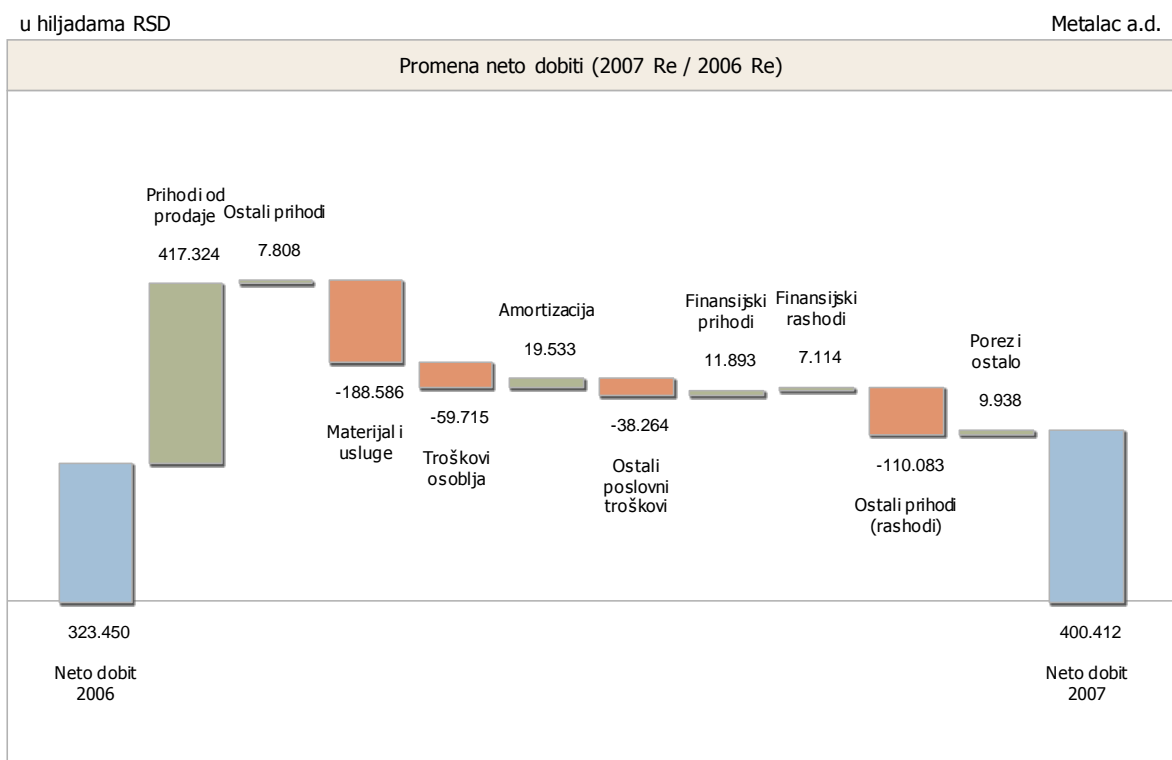 u hiljadama RSD
Metalac a.d.
Promena neto dobiti (2007 Re / 2006 Re)
Prihodi od
prodaje
417.324
Ostali prihodi
7.808
-188.586
Materijal i
usluge
-59.715
Troškovi
osoblja
Amortizacija
19.533
-38.264
Ostali
poslovni
troškovi
Finansijski
prihodi
11.893
Finansijski
rashodi
7.114
-110.083
Ostali prihodi
(rashodi)
Porez i
ostalo
9.938
323.450
Neto dobit
2006
400.412
Neto dobit
2007